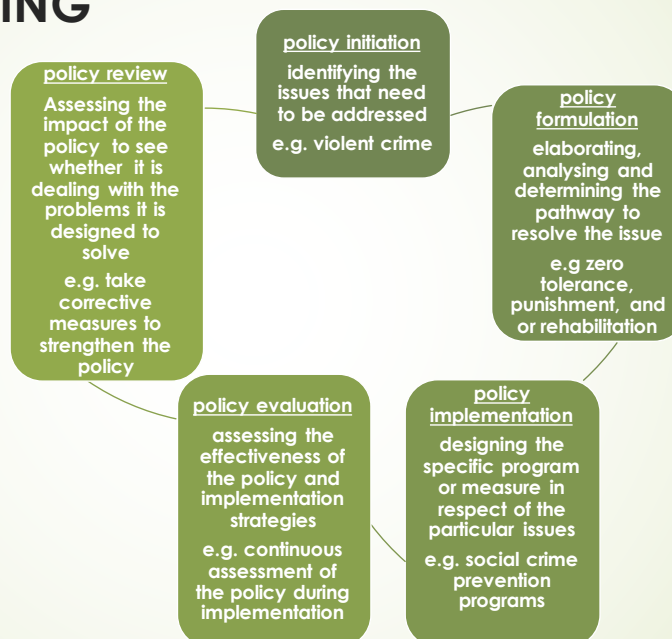 ING
policy initiation
identifying the
issues that need
to be addressed
e.g. violent crime
policy
formulation
elaborating,
analysing and
determining the
pathway to
resolve the issue
e.g zero
tolerance,
punishment, and
or rehabilitation
policy
implementation
designing the
specific program
or measure in
respect of the
particular issues
e.g. social crime
prevention
programs
policy evaluation
assessing the
effectiveness of
the policy and
implementation
strategies
e.g. continuous
assessment of
the policy during
implementation
policy review
Assessing the
impact of the
policy to see
whether it is
dealing with the
problems it is
designed to
solve
e.g. take
corrective
measures to
strengthen the
policy